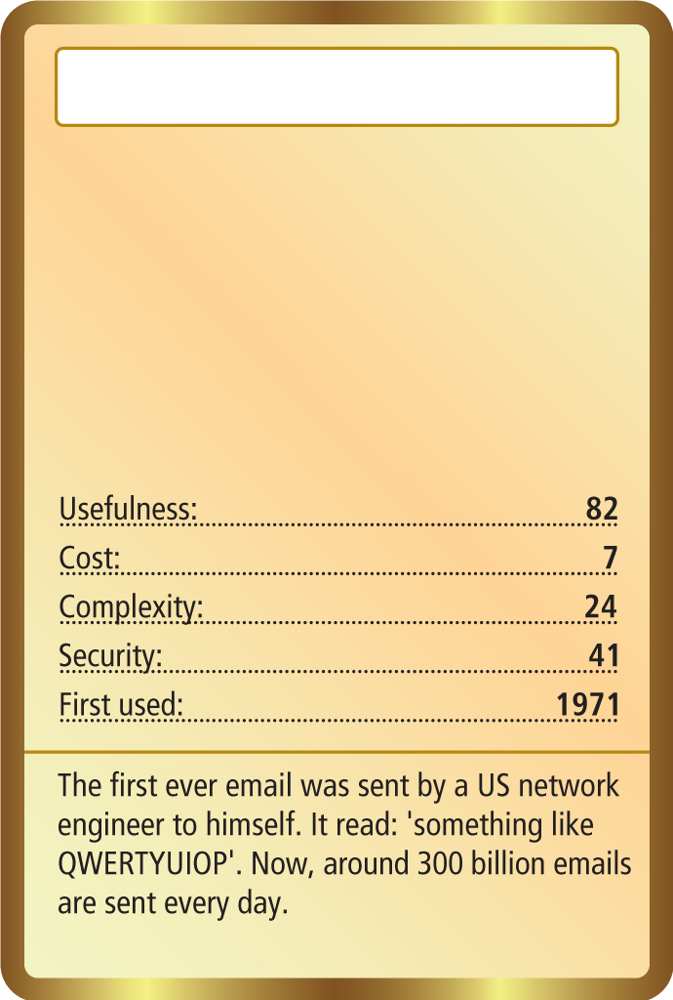 Usefulness: 82
Cost: 7
Complexity: 24
Security: 41
First used: 1971
The first ever email was sent by a US network
engineer to himself. It read: 'something like
QWERTYUIOP'. Now, around 300 billion emails
are sent every day.